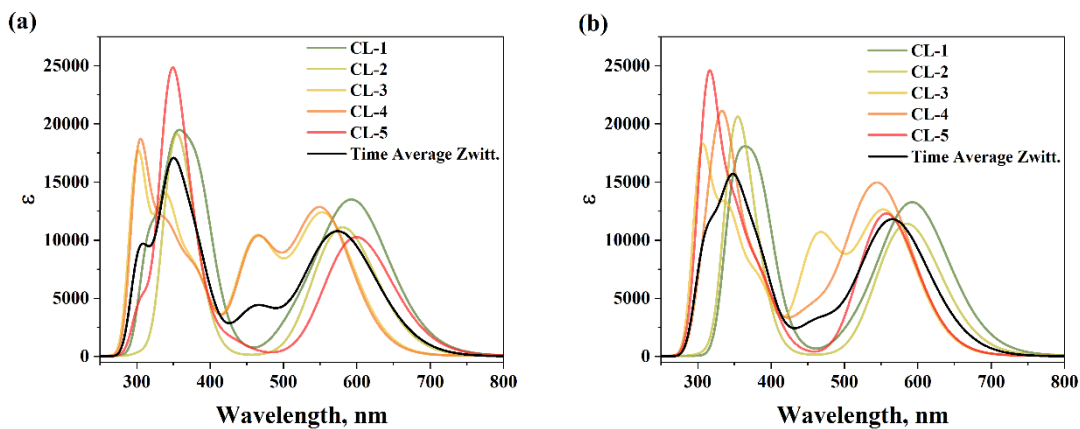 (a)
CL-1
CL-2
CL-3
CL-4
CL-5
Time Average Zwitt.
25000
20000
15000
10000
5000
0
ε
300 400 500 600 700 800
Wavelength, nm
(b)
CL-1
CL-2
CL-3
CL-4
CL-5
Time Average Zwitt.
25000
20000
15000
10000
5000
0
ε
300 400 500 600 700 800
Wavelength, nm